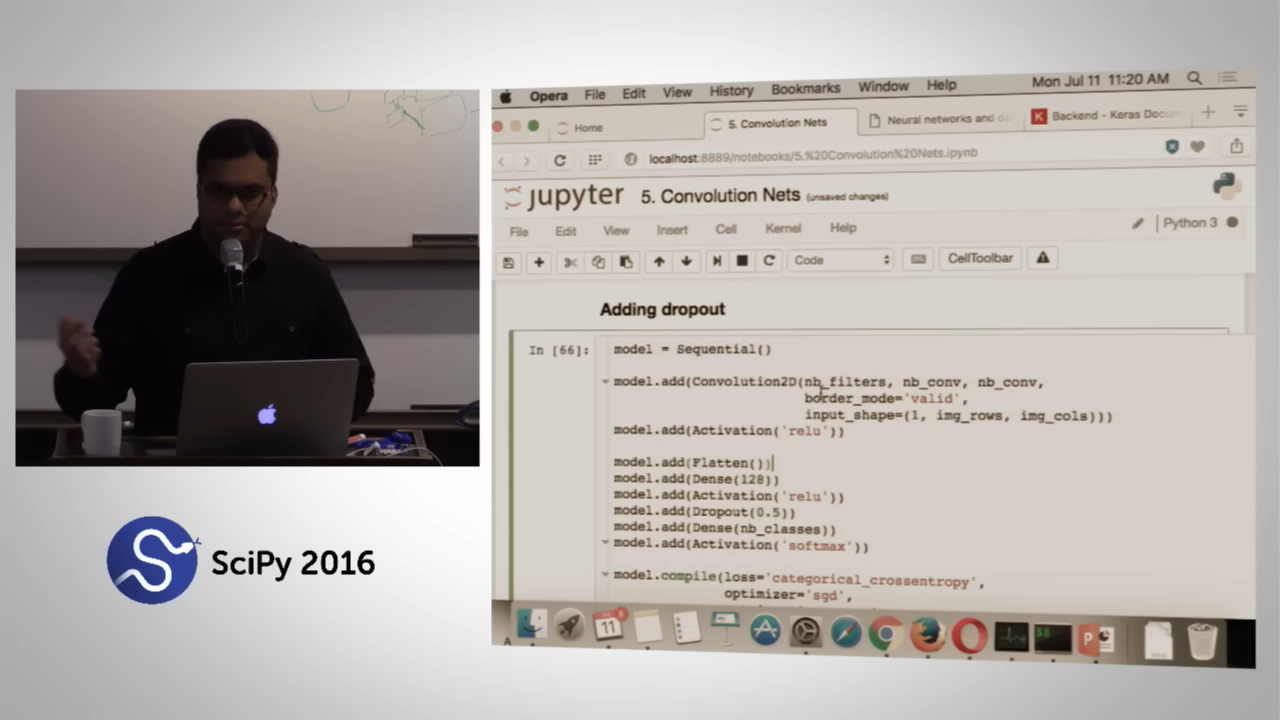 Opera File Edit View History Bookmarks Window Help Mon Jul 11 11:20 AM
Home 5. Convolution Nets Neural networks and Backend - Keras Docum
localhost:8889/notebooks/5.%20Convolution%20Nets.ipynb
jupyter 5. Convolution Nets (unsaved changes)
File Edit View Insert Cell Kernel Help Python 3
Code CellToolbar
Adding dropout
In [66]: model = Sequential()
model.add(Convolution2D(nb_filters, nb_conv, nb_conv,
border_mode='valid',
input_shape=(1, img_rows, img_cols)))
model.add(Activation('relu'))
model.add(Flatten())
model.add(Dense(128))
model.add(Activation('relu'))
model.add(Dropout(0.5))
model.add(Dense(nb_classes))
model.add(Activation('softmax'))
model.compile(loss='categorical_crossentropy',
optimizer='sgd',
11
SciPy 2016